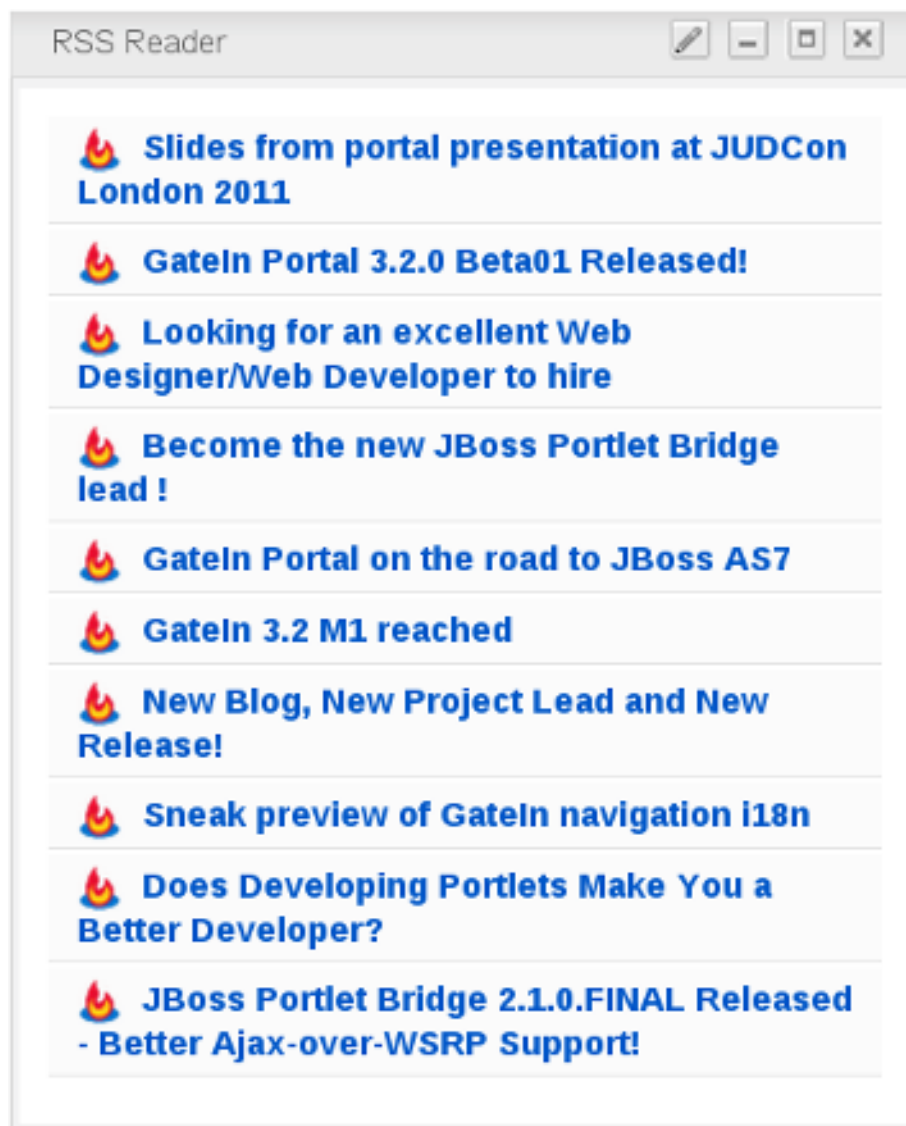 RSS Reader
Slides from portal presentation at JUDCon
London 2011
GateIn Portal 3.2.0 Beta01 Released!
Looking for an excellent Web
Designer/Web Developer to hire
Become the new JBoss Portlet Bridge
lead !
GateIn Portal on the road to JBoss AS7
GateIn 3.2 M1 reached
New Blog, New Project Lead and New
Release!
Sneak preview of GateIn navigation i18n
Does Developing Portlets Make You a
Better Developer?
JBoss Portlet Bridge 2.1.0.FINAL Released
- Better Ajax-over-WSRP Support!